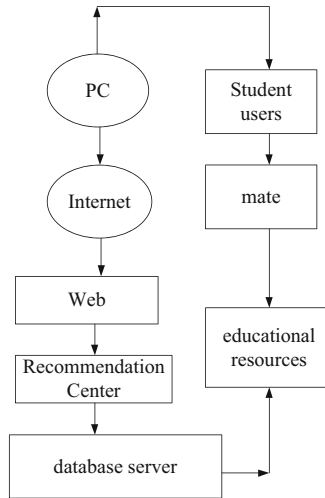 PC
Internet
Web
Recommendation
Center
database server
Student
users
mate
educational
resources